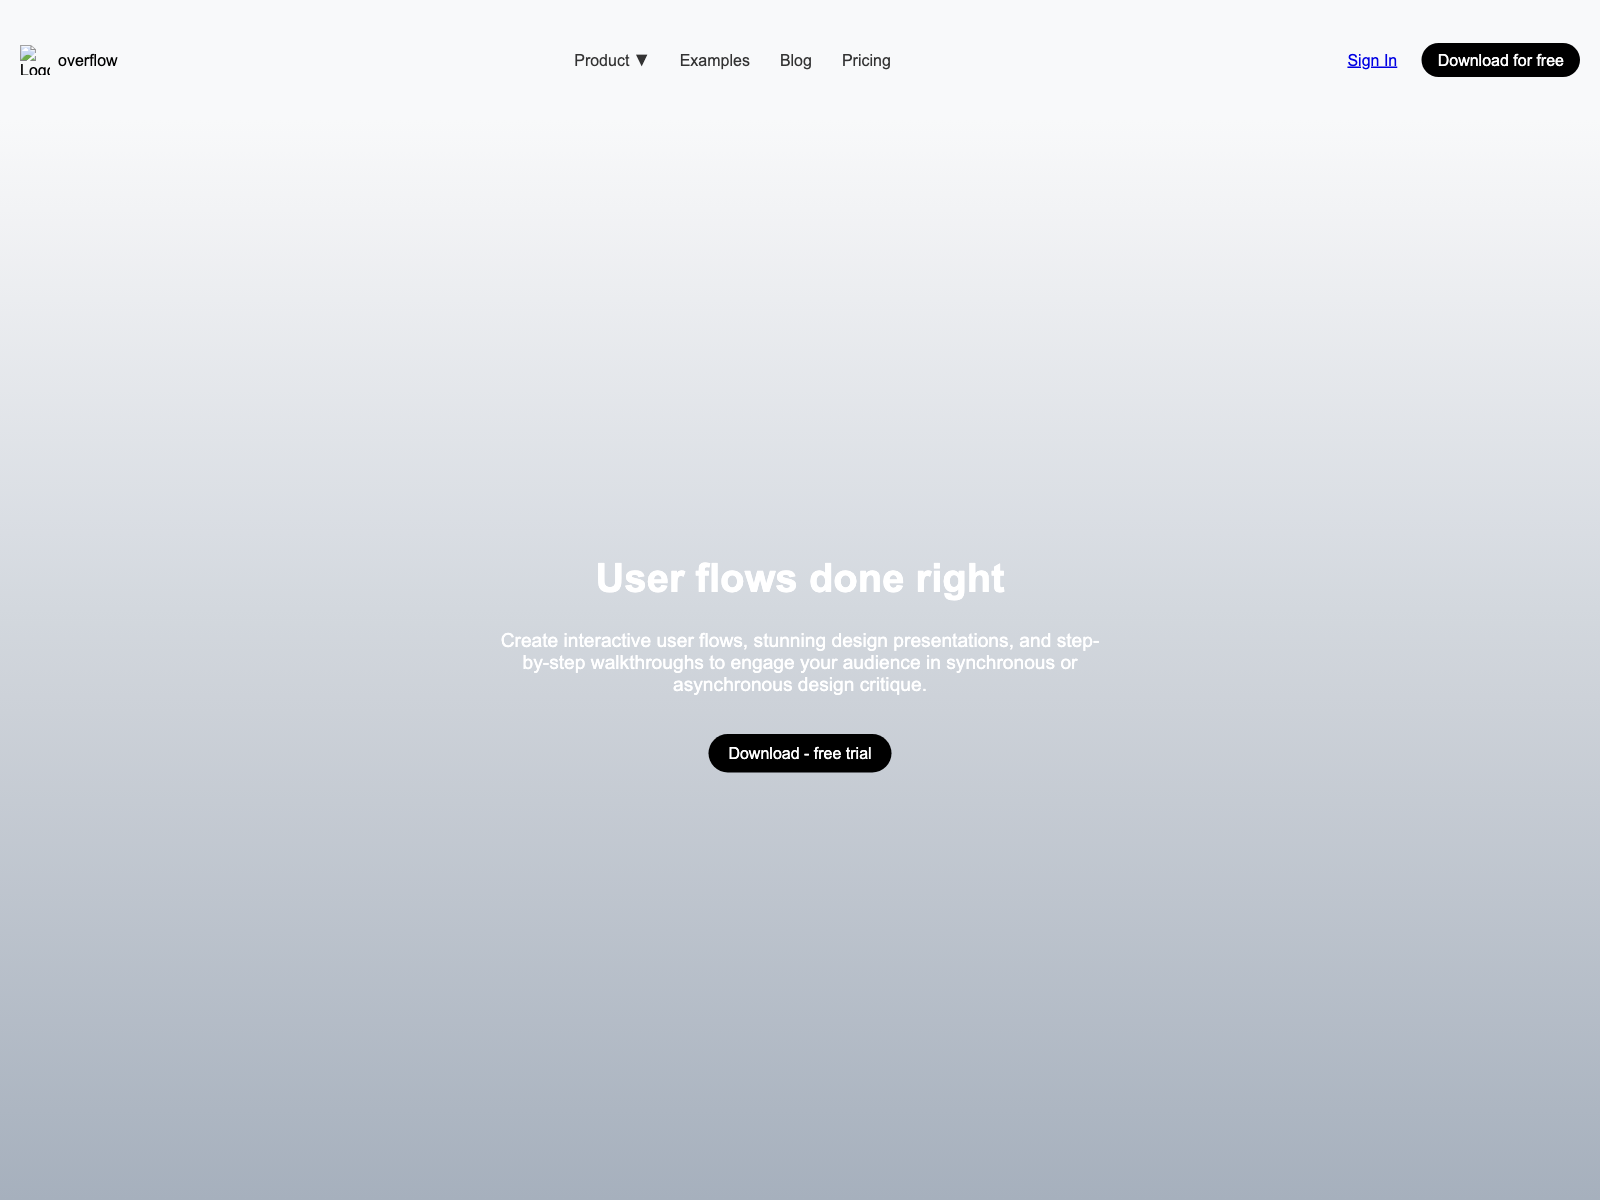 Logo overflow Product ▼ Examples Blog Pricing Sign In Download for free
User flows done right
Create interactive user flows, stunning design presentations, and step-
by-step walkthroughs to engage your audience in synchronous or
asynchronous design critique.
Download - free trial